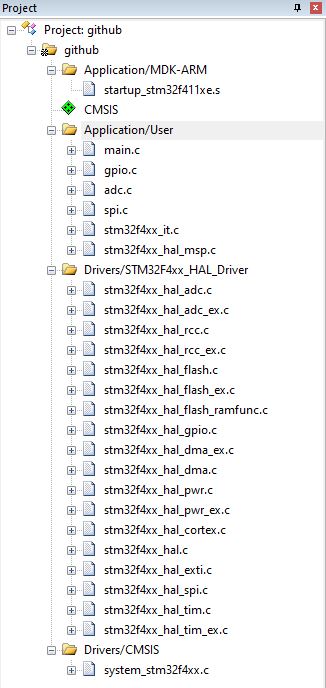 Project
Project: github
github
Application/MDK-ARM
startup_stm32f411xe.s
CMSIS
Application/User
main.c
gpio.c
adc.c
spi.c
stm32f4xx_it.c
stm32f4xx_hal_msp.c
Drivers/STM32F4xx_HAL_Driver
stm32f4xx_hal_adc.c
stm32f4xx_hal_adc_ex.c
stm32f4xx_hal_rcc.c
stm32f4xx_hal_rcc_ex.c
stm32f4xx_hal_flash.c
stm32f4xx_hal_flash_ex.c
stm32f4xx_hal_flash_ramfunc.c
stm32f4xx_hal_gpio.c
stm32f4xx_hal_dma_ex.c
stm32f4xx_hal_dma.c
stm32f4xx_hal_pwr.c
stm32f4xx_hal_pwr_ex.c
stm32f4xx_hal_cortex.c
stm32f4xx_hal.c
stm32f4xx_hal_exti.c
stm32f4xx_hal_spi.c
stm32f4xx_hal_tim.c
stm32f4xx_hal_tim_ex.c
Drivers/CMSIS
system_stm32f4xx.c